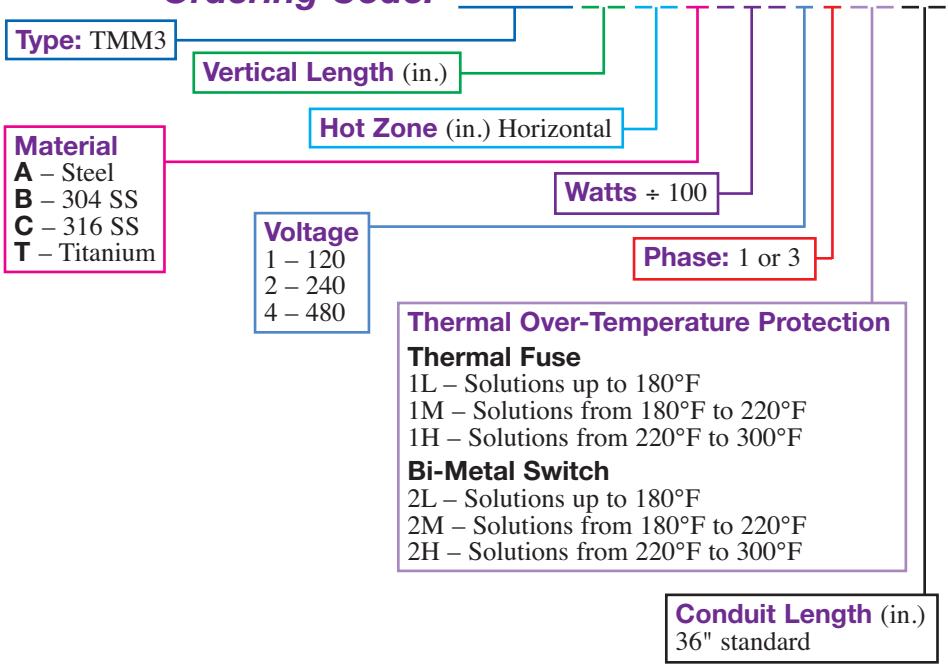 Ordering Code:
Type: TMM3
Vertical Length (in.)
Hot Zone (in.) Horizontal
Material
A – Steel
B – 304 SS
C – 316 SS
T – Titanium
Watts ÷ 100
Voltage
1 – 120
2 – 240
4 – 480
Phase: 1 or 3
Thermal Over-Temperature Protection
Thermal Fuse
1L – Solutions up to 180°F
1M – Solutions from 180°F to 220°F
1H – Solutions from 220°F to 300°F
Bi-Metal Switch
2L – Solutions up to 180°F
2M – Solutions from 180°F to 220°F
2H – Solutions from 220°F to 300°F
Conduit Length (in.)
36" standard